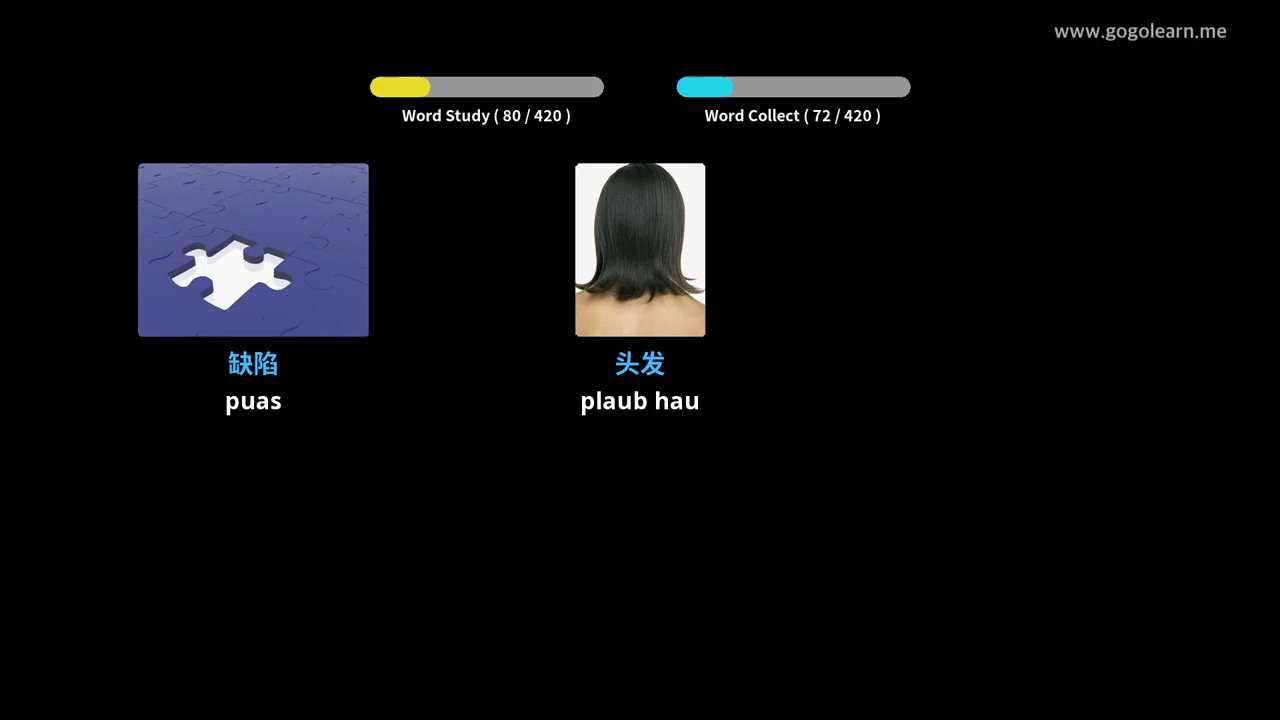 www.gogolearn.me
Word Study ( 80 / 420 )
Word Collect ( 72 / 420 )
缺陷
puas
头发
plaub hau